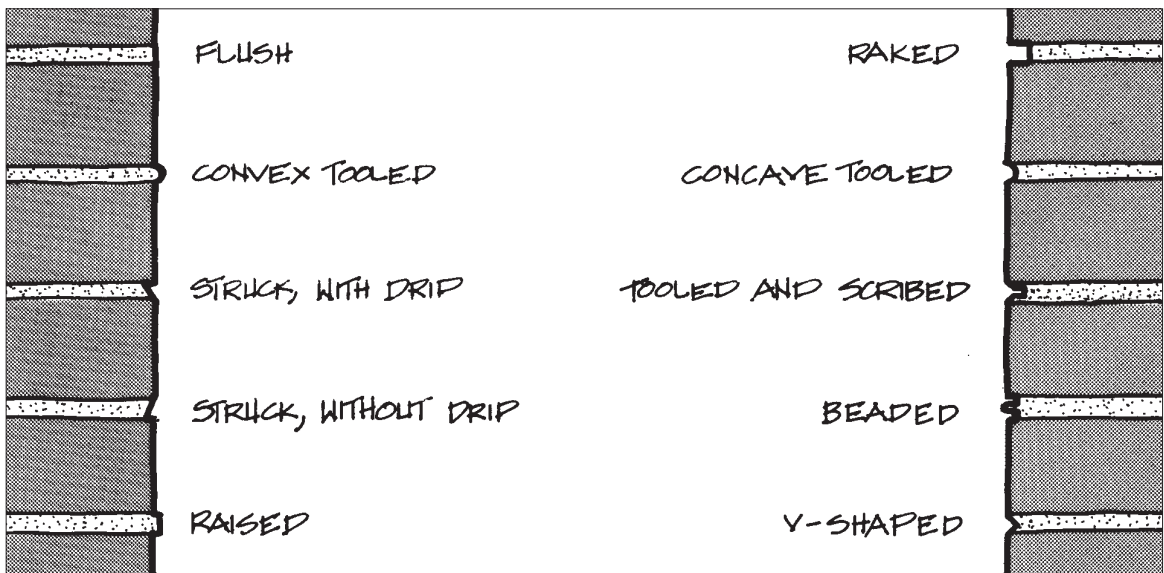 FLUSH
RAKED
CONVEX TOOLED
CONCAVE TOOLED
STRUCK, WITH DRIP
TOOLED AND SCRIBED
STRUCK, WITHOUT DRIP
BEADED
RAISED
V-SHAPED